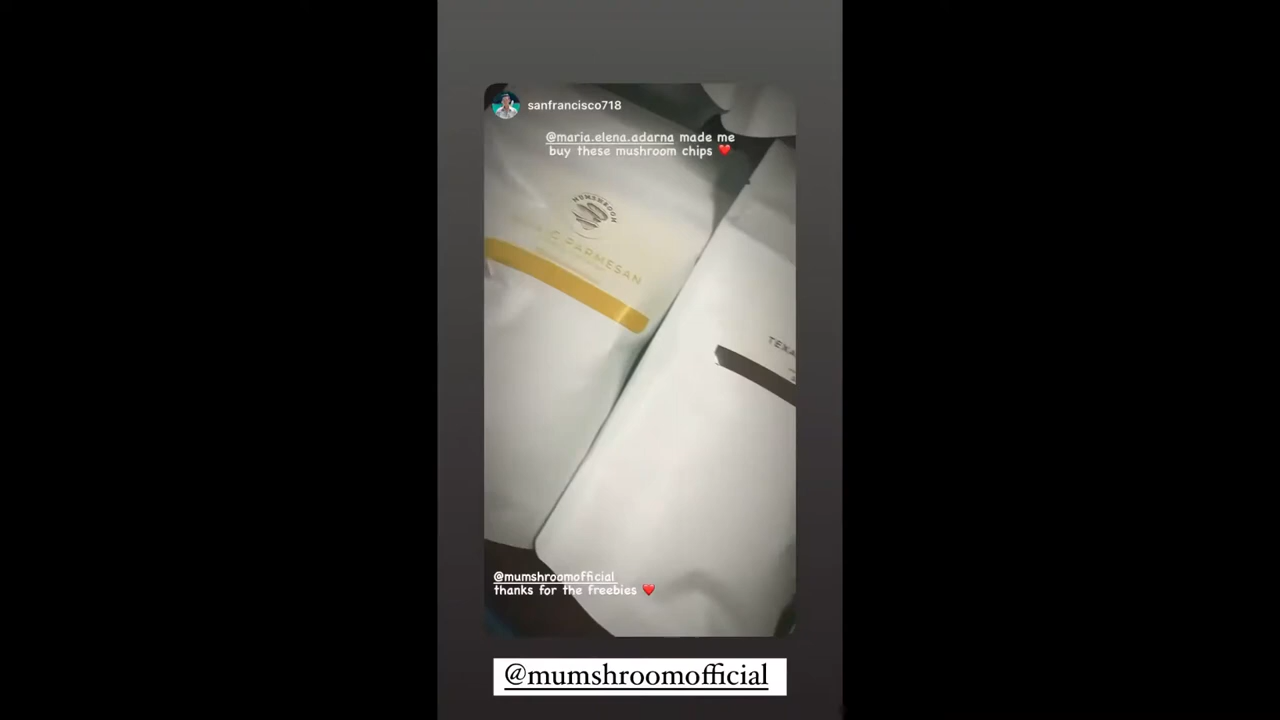 sanfrancisco718
@maria.elena.adarna made me
buy these mushroom chips ❤️
MUMSHROOM
PARMESAN
@mumshroomofficial
thanks for the freebies ❤️
@mumshroomofficial